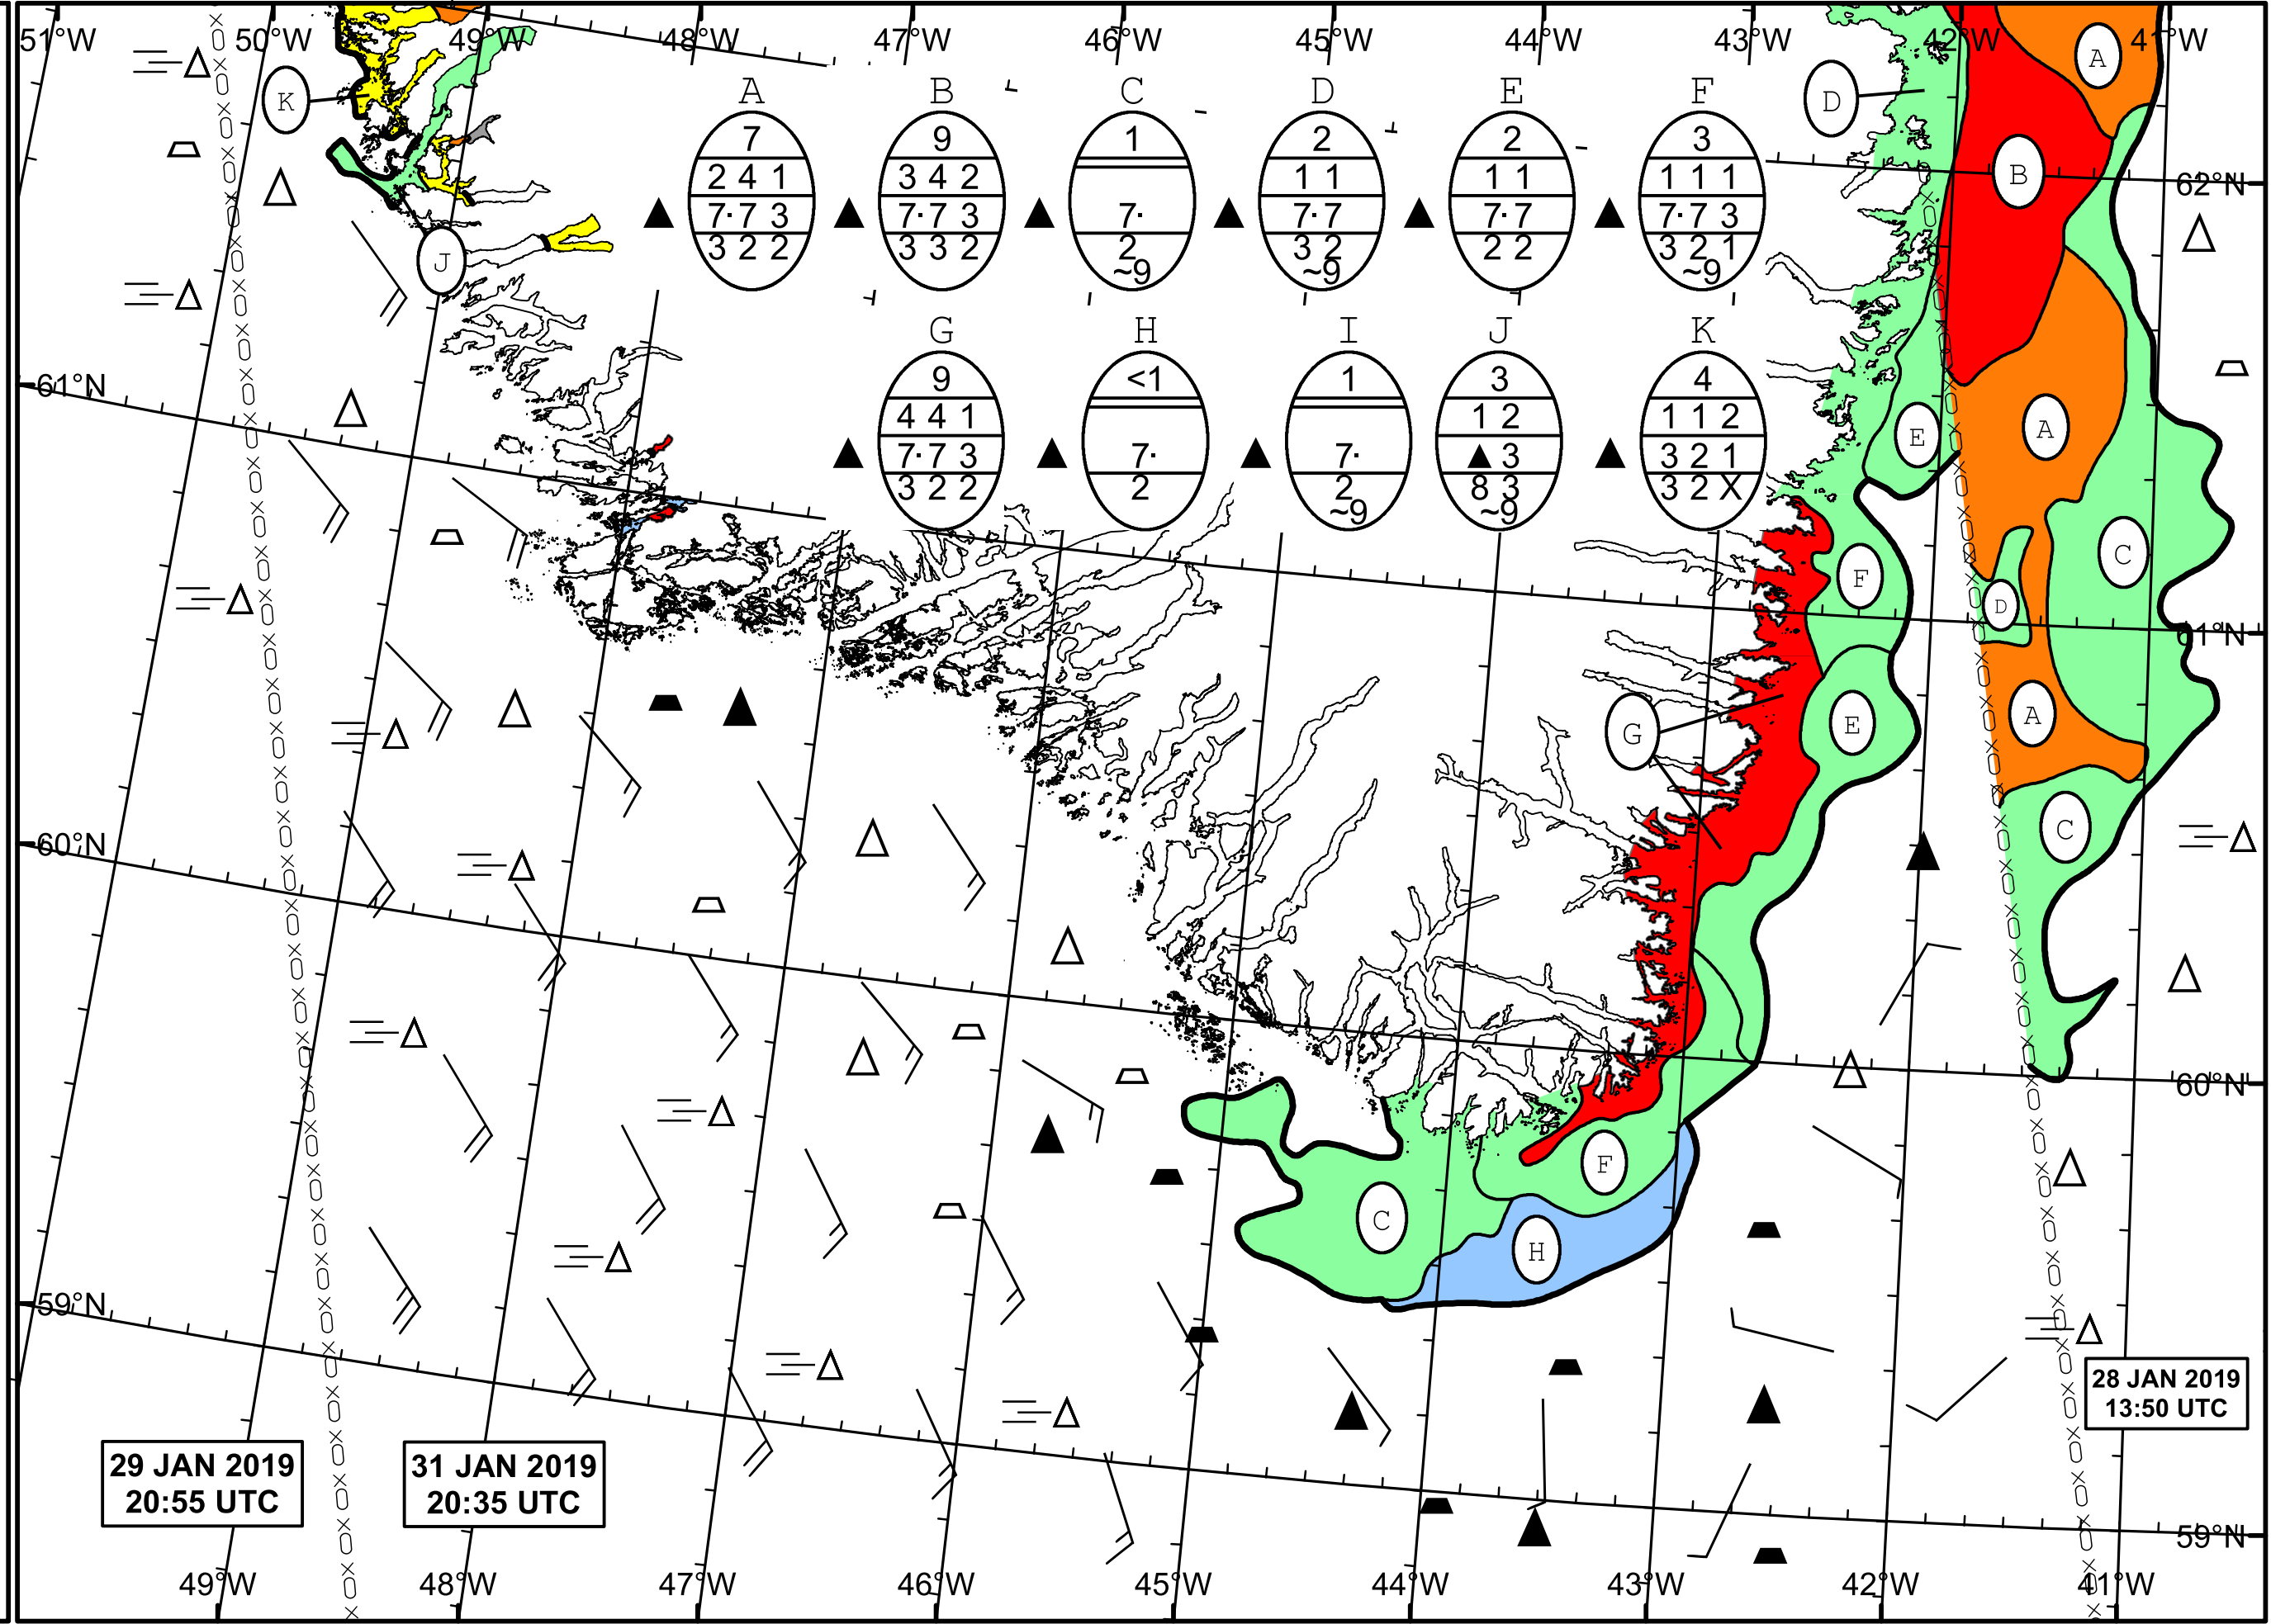 51°W 50°W 49°W 48°W 47°W 46°W 45°W 44°W 43°W 42°W 41°W
A
K
D
A B C D E F
7 9 1 2 2 3
2 4 1 3 4 2 1 1 1 1 1 1 1
7· 7 3 7· 7 3 7· 7· 7 7· 7 7· 7 3
3 2 2 3 3 2 2 3 2 2 2 3 2 1
~9 ~9 ~9
B
62°N
J
G H I J K
9 <1 1 3 4
4 4 1 1 2 1 1 2
7· 7 3 7· 7· ▲ 3 3 2 1
3 2 2 2 2 8 3 3 2 X
~9 ~9
61°N
E
A
C
F
D
61°N
A
E
G
C
60°N
60°N
F
C
H
59°N
28 JAN 2019
13:50 UTC
29 JAN 2019
20:55 UTC
31 JAN 2019
20:35 UTC
59°N
49°W 48°W 47°W 46°W 45°W 44°W 43°W 42°W 41°W